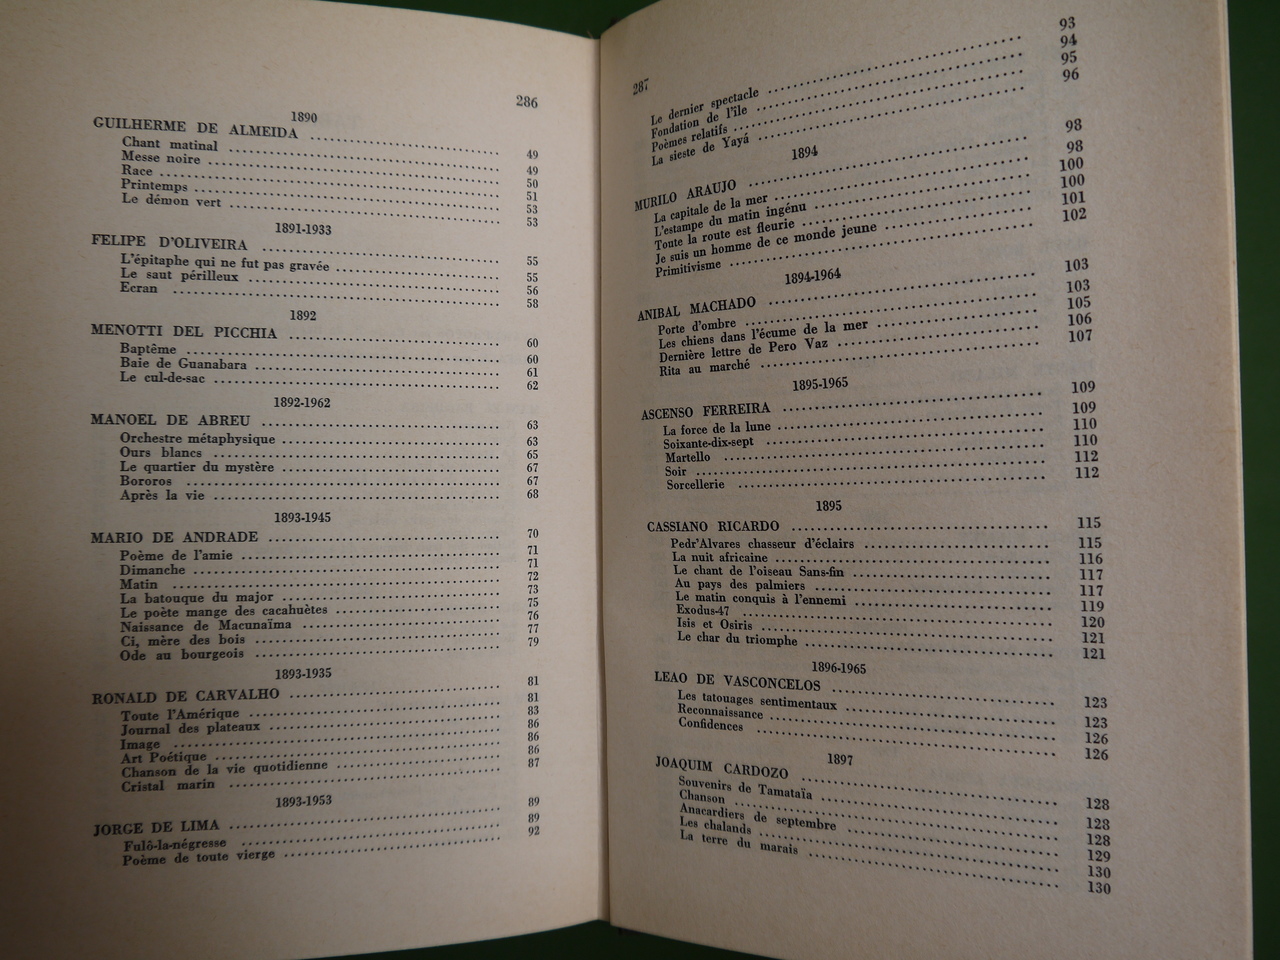 286
1890
GUILHERME DE ALMEIDA ........ 49
Chant matinal ........ 49
Messe noire ........ 50
Race ........ 51
Printemps ........ 53
Le démon vert ........ 53
1891-1933
FELIPE D'OLIVEIRA ........ 55
L'épitaphe qui ne fut pas gravée ........ 55
Le saut périlleux ........ 56
Ecran ........ 58
1892
MENOTTI DEL PICCHIA ........ 60
Baptême ........ 60
Baie de Guanabara ........ 61
Le cul-de-sac ........ 62
1892-1962
MANOEL DE ABREU ........ 63
Orchestre métaphysique ........ 63
Ours blancs ........ 65
Le quartier du mystère ........ 67
Bororos ........ 67
Après la vie ........ 68
1893-1945
MARIO DE ANDRADE ........ 70
Poème de l'amie ........ 71
Dimanche ........ 71
Matin ........ 72
La batouque du major ........ 73
Le poète mange des cacahuètes ........ 75
Naissance de Macunaïma ........ 76
Ci, mère des bois ........ 77
Ode au bourgeois ........ 79
1893-1935
RONALD DE CARVALHO ........ 81
Toute l'Amérique ........ 81
Journal des plateaux ........ 83
Image ........ 86
Art Poétique ........ 86
Chanson de la vie quotidienne ........ 86
Cristal marin ........ 87
1893-1953
JORGE DE LIMA ........ 89
Fulô-la-négresse ........ 89
Poème de toute vierge ........ 92
287
Le dernier spectacle ........ 93
Fondation de l'île ........ 94
Poèmes relatifs ........ 95
La sieste de Yayá ........ 96
1894
MURILO ARAUJO ........ 98
La capitale de la mer ........ 98
L'estampe du matin ingénu ........ 100
Toute la route est fleurie ........ 100
Je suis un homme de ce monde jeune ........ 101
Primitivisme ........ 102
1894-1964
ANIBAL MACHADO ........ 103
Porte d'ombre ........ 103
Les chiens dans l'écume de la mer ........ 105
Dernière lettre de Pero Vaz ........ 106
Rita au marché ........ 107
1895-1965
ASCENSO FERREIRA ........ 109
La force de la lune ........ 109
Soixante-dix-sept ........ 110
Martello ........ 110
Soir ........ 112
Sorcellerie ........ 112
1895
CASSIANO RICARDO ........ 115
Pedr'Alvares chasseur d'éclairs ........ 115
La nuit africaine ........ 116
Le chant de l'oiseau Sans-fin ........ 117
Au pays des palmiers ........ 117
Le matin conquis à l'ennemi ........ 119
Exodus-47 ........ 120
Isis et Osiris ........ 121
Le char du triomphe ........ 121
1896-1965
LEAO DE VASCONCELOS ........ 123
Les tatouages sentimentaux ........ 123
Reconnaissance ........ 126
Confidences ........ 126
1897
JOAQUIM CARDOZO ........ 128
Souvenirs de Tamataïa ........ 128
Chanson ........ 128
Anacardiers de septembre ........ 129
Les chalands ........ 130
La terre du marais ........ 130